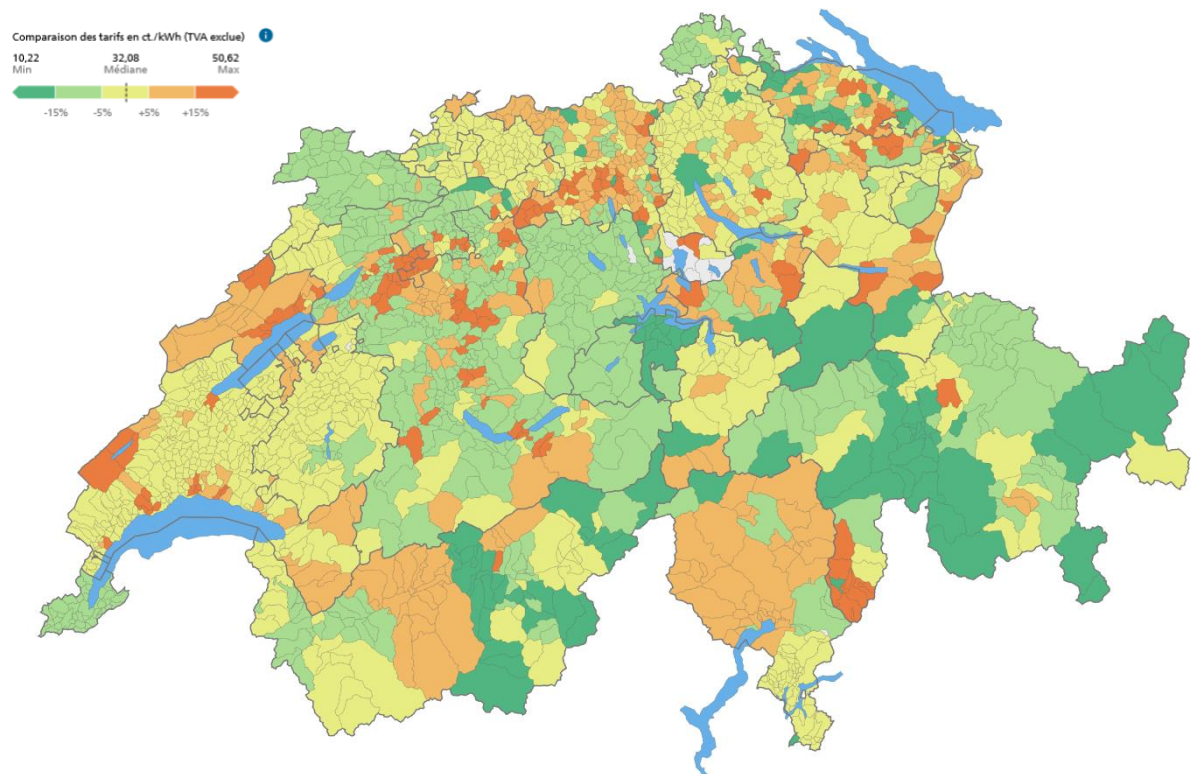 Comparaison des tarifs en ct./kWh (TVA exclue) i
10,22 32,08 50,62
Min Médiane Max
-15% -5% +5% +15%